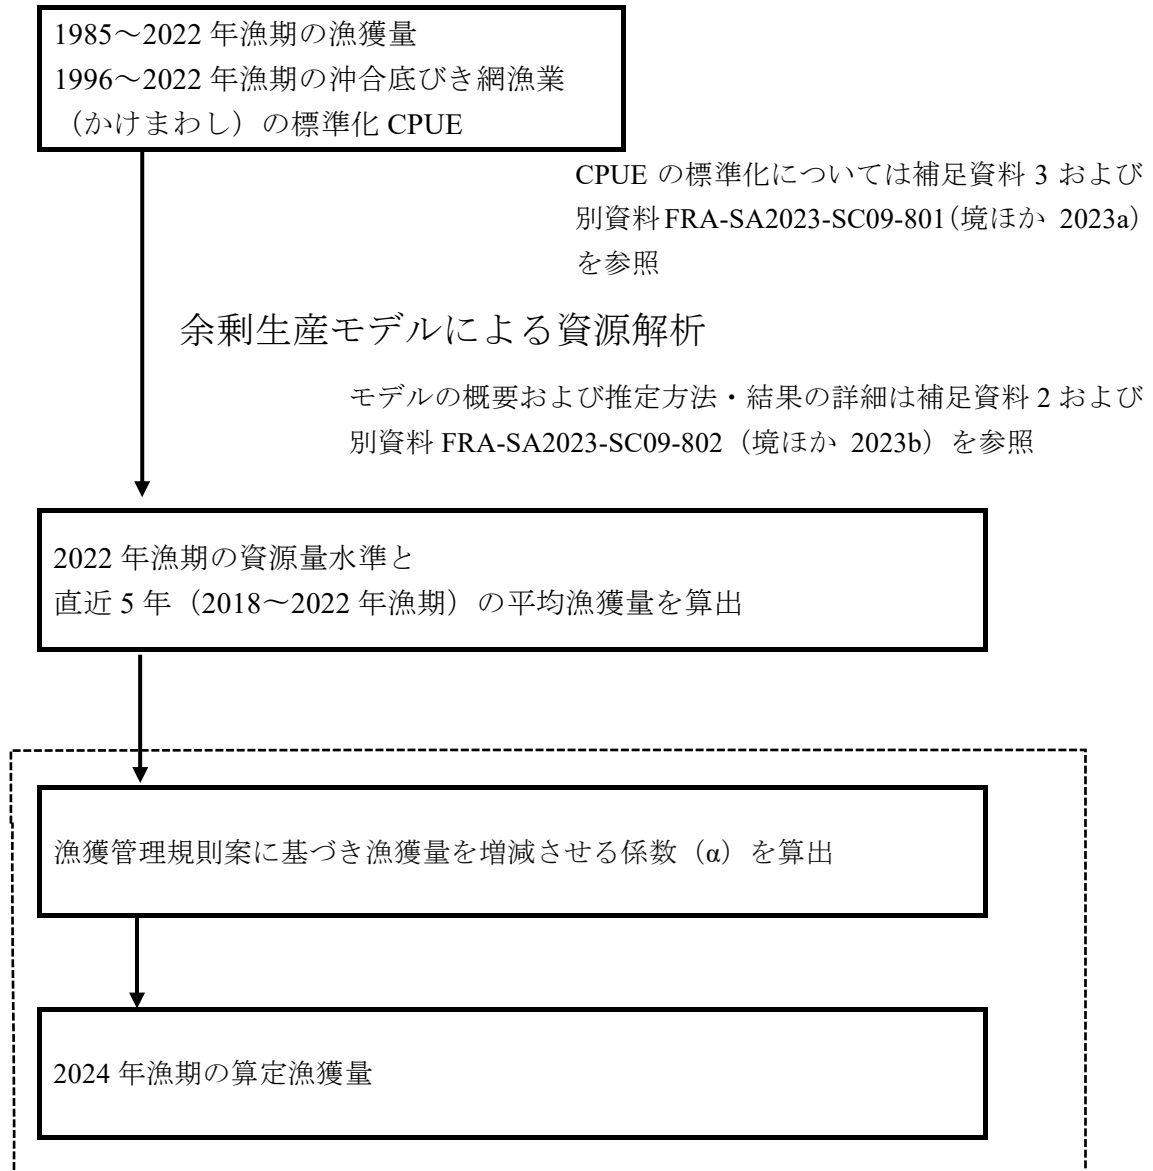 1985～2022 年漁期の漁獲量
1996～2022 年漁期の沖合底びき網漁業
（かけまわし）の標準化 CPUE
CPUE の標準化については補足資料 3 および
別資料 FRA-SA2023-SC09-801（境ほか 2023a）
を参照
余剰生産モデルによる資源解析
モデルの概要および推定方法・結果の詳細は補足資料 2 および
別資料 FRA-SA2023-SC09-802（境ほか 2023b）を参照
2022 年漁期の資源量水準と
直近 5 年（2018～2022 年漁期）の平均漁獲量を算出
漁獲管理規則案に基づき漁獲量を増減させる係数（α）を算出
2024 年漁期の算定漁獲量